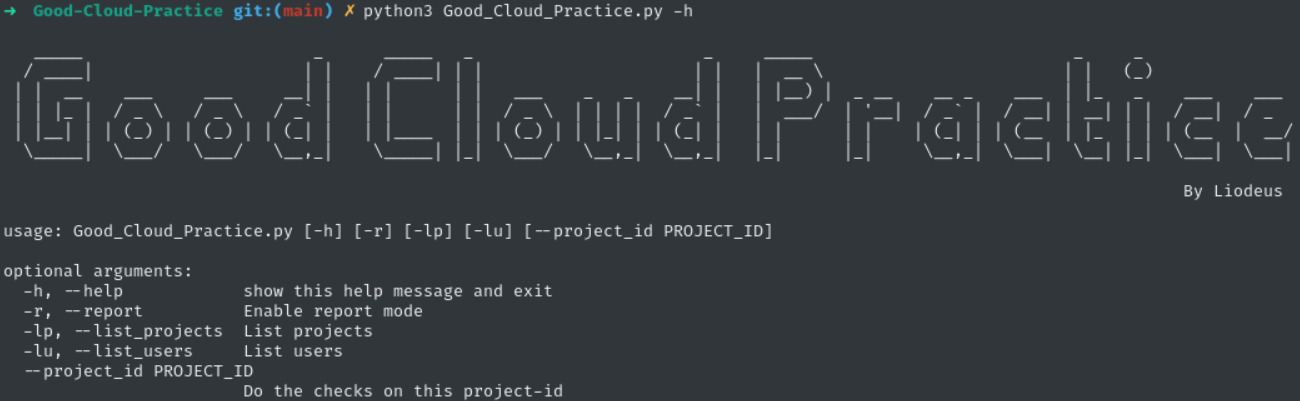 ➜ Good-Cloud-Practice git:(main) ✗ python3 Good_Cloud_Practice.py -h
Good Cloud Practice
By Liodeus
usage: Good_Cloud_Practice.py [-h] [-r] [-lp] [-lu] [--project_id PROJECT_ID]
optional arguments:
-h, --help show this help message and exit
-r, --report Enable report mode
-lp, --list_projects List projects
-lu, --list_users List users
--project_id PROJECT_ID
Do the checks on this project-id